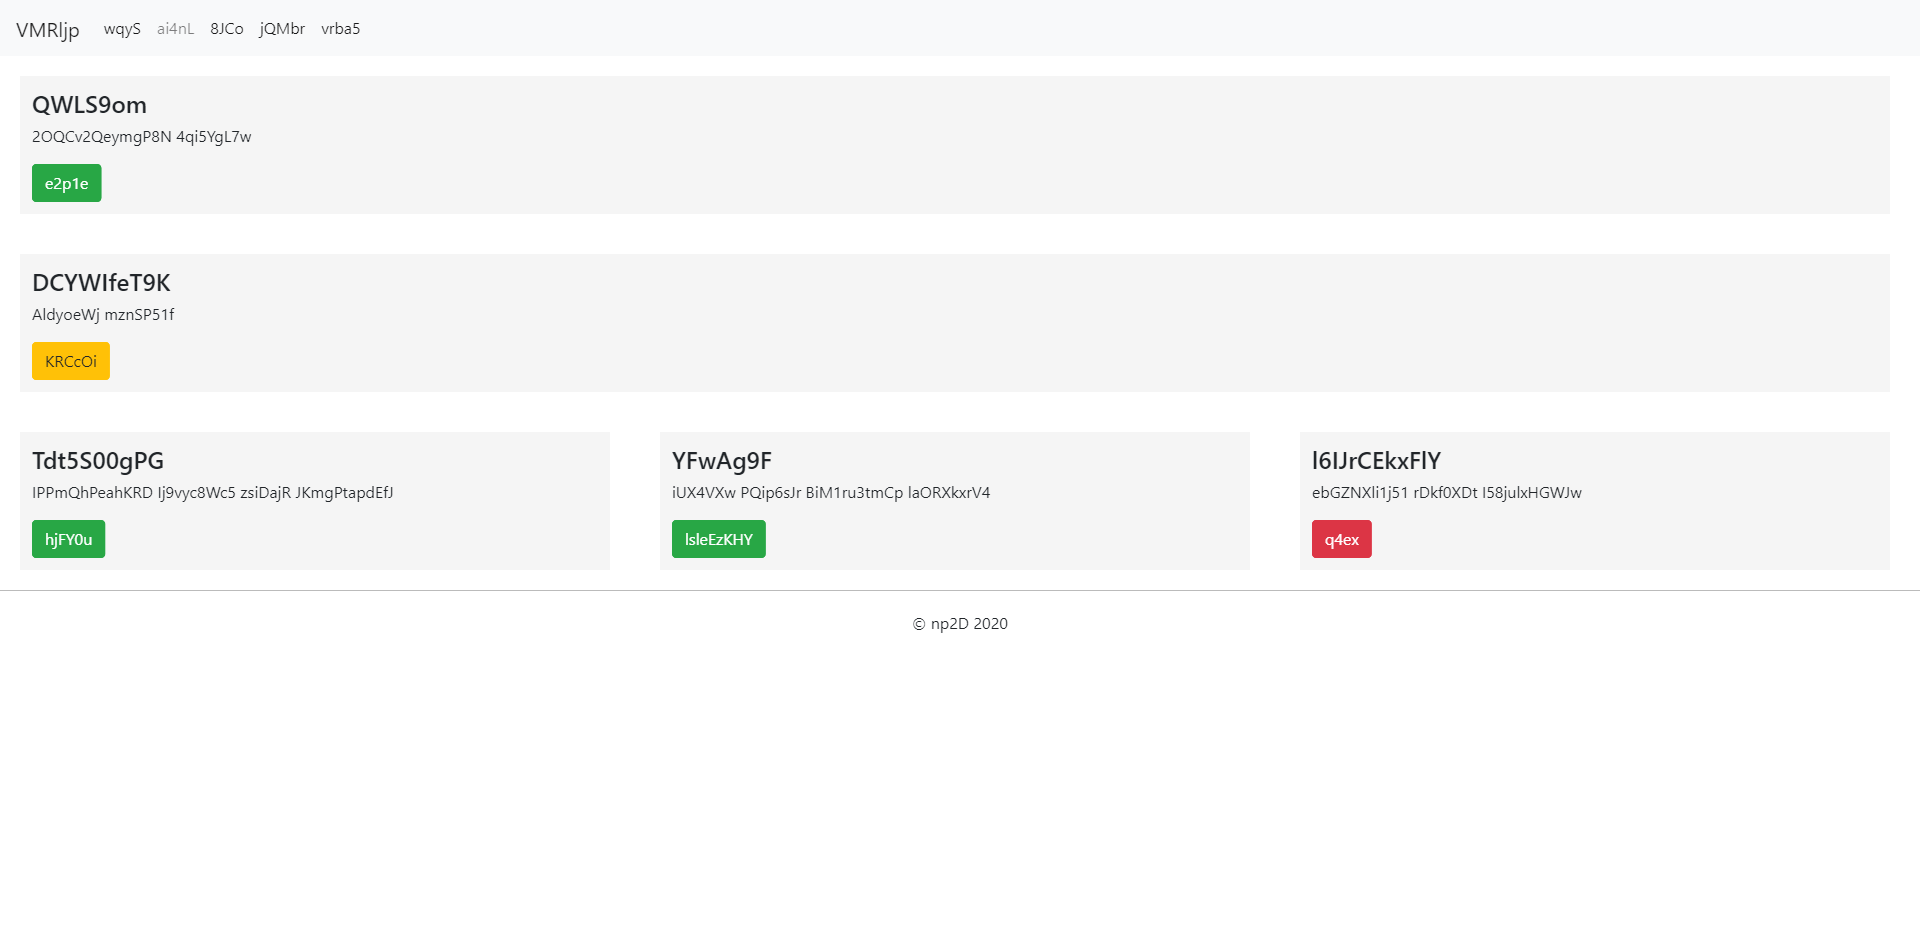 VMRljp wqyS ai4nL 8JCo jQMbr vrba5
QWLS9om
2OQCv2QeymgP8N 4qi5YgL7w
e2p1e
DCYWIfeT9K
AldyoeWj mznSP51f
KRCcOi
Tdt5S00gPG
IPPmQhPeahKRD Ij9vyc8Wc5 zsiDajR JKmgPtapdEfJ
hjFY0u
YFwAg9F
iUX4VXw PQip6sJr BiM1ru3tmCp laORXkxrV4
lsleEzKHY
l6IJrCEkxFlY
ebGZNXli1j51 rDkf0XDt I58julxHGWJw
q4ex
© np2D 2020